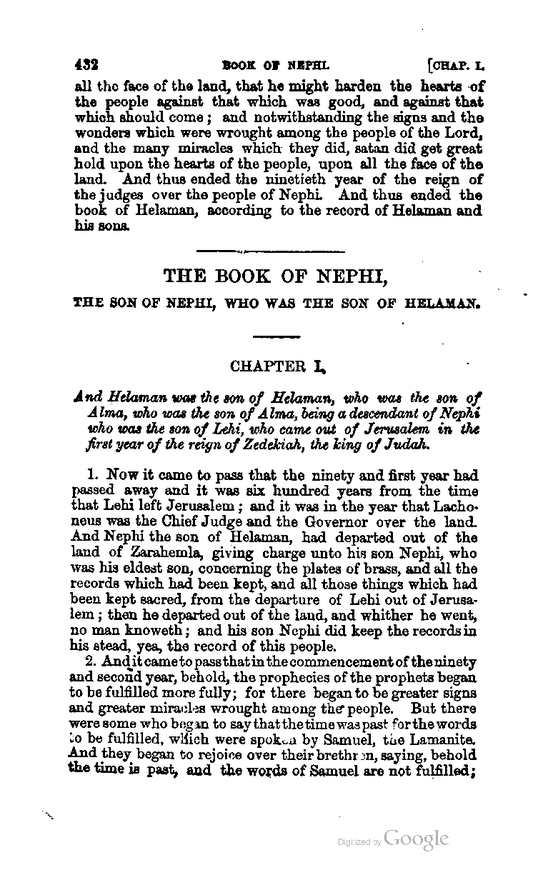 432 BOOK OF NEPHI. [CHAP. I.
all the face of the land, that he might harden the hearts of
the people against that which was good, and against that
which should come; and notwithstanding the signs and the
wonders which were wrought among the people of the Lord,
and the many miracles which they did, satan did get great
hold upon the hearts of the people, upon all the face of the
land. And thus ended the ninetieth year of the reign of
the judges over the people of Nephi. And thus ended the
book of Helaman, according to the record of Helaman and
his sons.
THE BOOK OF NEPHI,
THE SON OF NEPHI, WHO WAS THE SON OF HELAMAN.
CHAPTER I.
And Helaman was the son of Helaman, who was the son of
Alma, who was the son of Alma, being a descendant of Nephi
who was the son of Lehi, who came out of Jerusalem in the
first year of the reign of Zedekiah, the king of Judah.
1. Now it came to pass that the ninety and first year had
passed away and it was six hundred years from the time
that Lehi left Jerusalem; and it was in the year that Lacho-
neus was the Chief Judge and the Governor over the land.
And Nephi the son of Helaman, had departed out of the
land of Zarahemla, giving charge unto his son Nephi, who
was his eldest son, concerning the plates of brass, and all the
records which had been kept, and all those things which had
been kept sacred, from the departure of Lehi out of Jerusa-
lem; then he departed out of the land, and whither he went,
no man knoweth; and his son Nephi did keep the records in
his stead, yea, the record of this people.
2. And it came to pass that in the commencement of the ninety
and second year, behold, the prophecies of the prophets began
to be fulfilled more fully; for there began to be greater signs
and greater miracles wrought among the people. But there
were some who began to say that the time was past for the words
to be fulfilled, which were spoken by Samuel, the Lamanite.
And they began to rejoice over their brethren, saying, behold
the time is past, and the words of Samuel are not fulfilled;
Digitized by Google